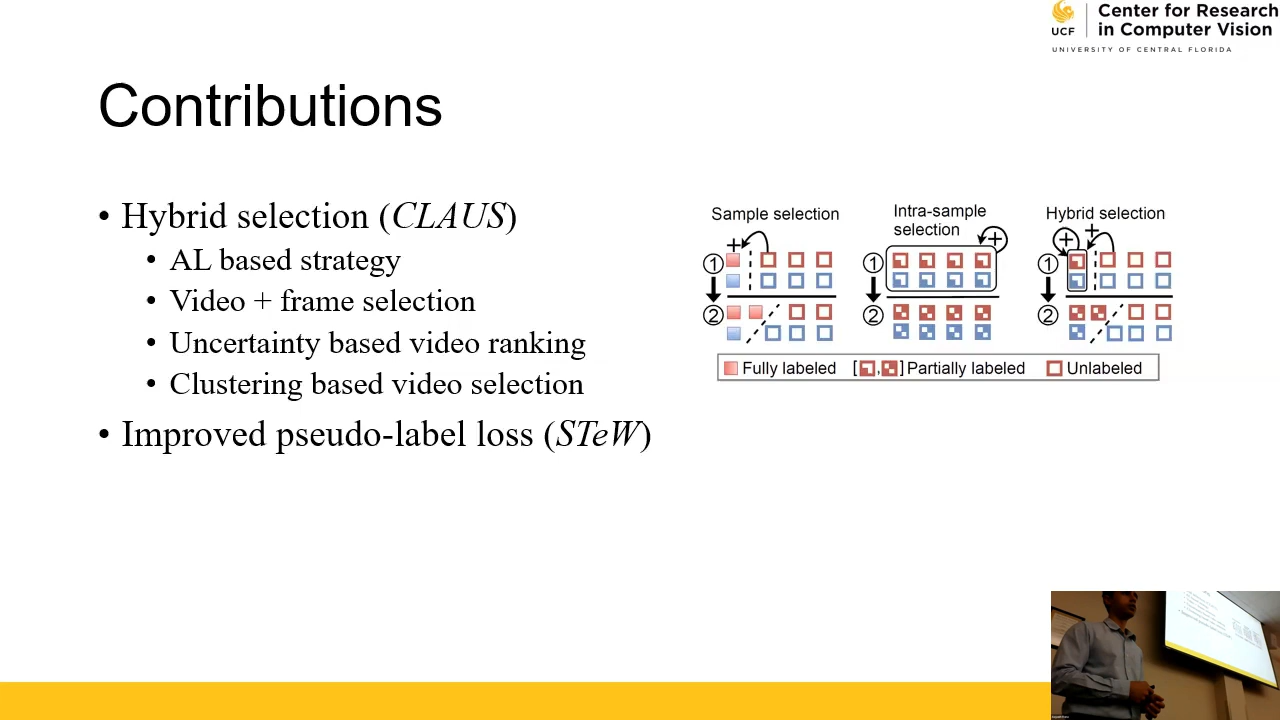 UCF
Center for Research
in Computer Vision
UNIVERSITY OF CENTRAL FLORIDA
Contributions
• Hybrid selection (CLAUS)
• AL based strategy
• Video + frame selection
• Uncertainty based video ranking
• Clustering based video selection
• Improved pseudo-label loss (STeW)
Sample selection
1
2
Intra-sample
selection
1
2
Hybrid selection
1
2
Fully labeled [ , ] Partially labeled Unlabeled